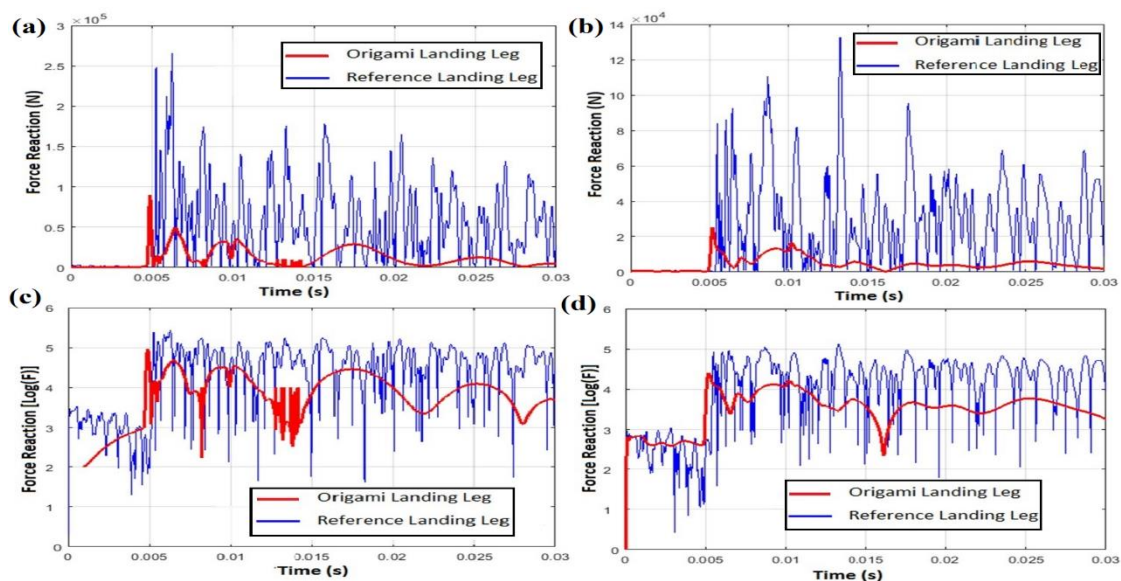 (a)
× 10⁵
3
2.5
2
1.5
1
0.5
0
Force Reaction (N)
Origami Landing Leg
Reference Landing Leg
0 0.005 0.01 0.015 0.02 0.025 0.03
Time (s)
(b)
× 10⁴
14
12
10
8
6
4
2
0
Force Reaction (N)
Origami Landing Leg
Reference Landing Leg
0 0.005 0.01 0.015 0.02 0.025 0.03
Time (s)
(c)
6
5
4
3
2
1
0
Force Reaction [Log(F)]
Origami Landing Leg
Reference Landing Leg
0 0.005 0.01 0.015 0.02 0.025 0.03
Time (s)
(d)
6
5
4
3
2
1
0
Force Reaction [Log(F)]
Origami Landing Leg
Reference Landing Leg
0 0.005 0.01 0.015 0.02 0.025 0.03
Time (s)